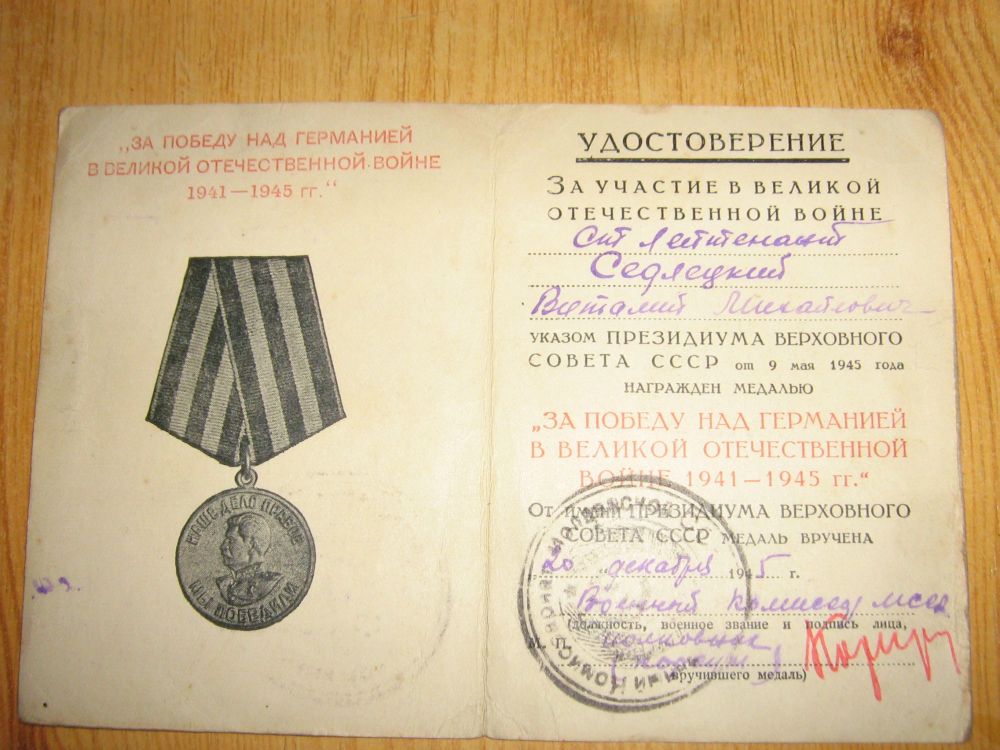 „ЗА ПОБЕДУ НАД ГЕРМАНИЕЙ
В ВЕЛИКОЙ ОТЕЧЕСТВЕННОЙ ВОЙНЕ
1941—1945 гг.“
НАШЕ ДЕЛО ПРАВОЕ
МЫ ПОБЕДИЛИ
УДОСТОВЕРЕНИЕ
ЗА УЧАСТИЕ В ВЕЛИКОЙ
ОТЕЧЕСТВЕННОЙ ВОЙНЕ
Ст Лейтенант
Седлецкий
Виталий Михайлович
указом ПРЕЗИДИУМА ВЕРХОВНОГО
СОВЕТА СССР от 9 мая 1945 года
НАГРАЖДЕН МЕДАЛЬЮ
„ЗА ПОБЕДУ НАД ГЕРМАНИЕЙ
В ВЕЛИКОЙ ОТЕЧЕСТВЕННОЙ
ВОЙНЕ 1941—1945 гг.“
От имени ПРЕЗИДИУМА ВЕРХОВНОГО
СОВЕТА СССР МЕДАЛЬ ВРУЧЕНА
20 декабря 1945 г.
Военный Комиссар МССР
(должность, военное звание и подпись лица,
М. П. полковник
вручившего медаль)